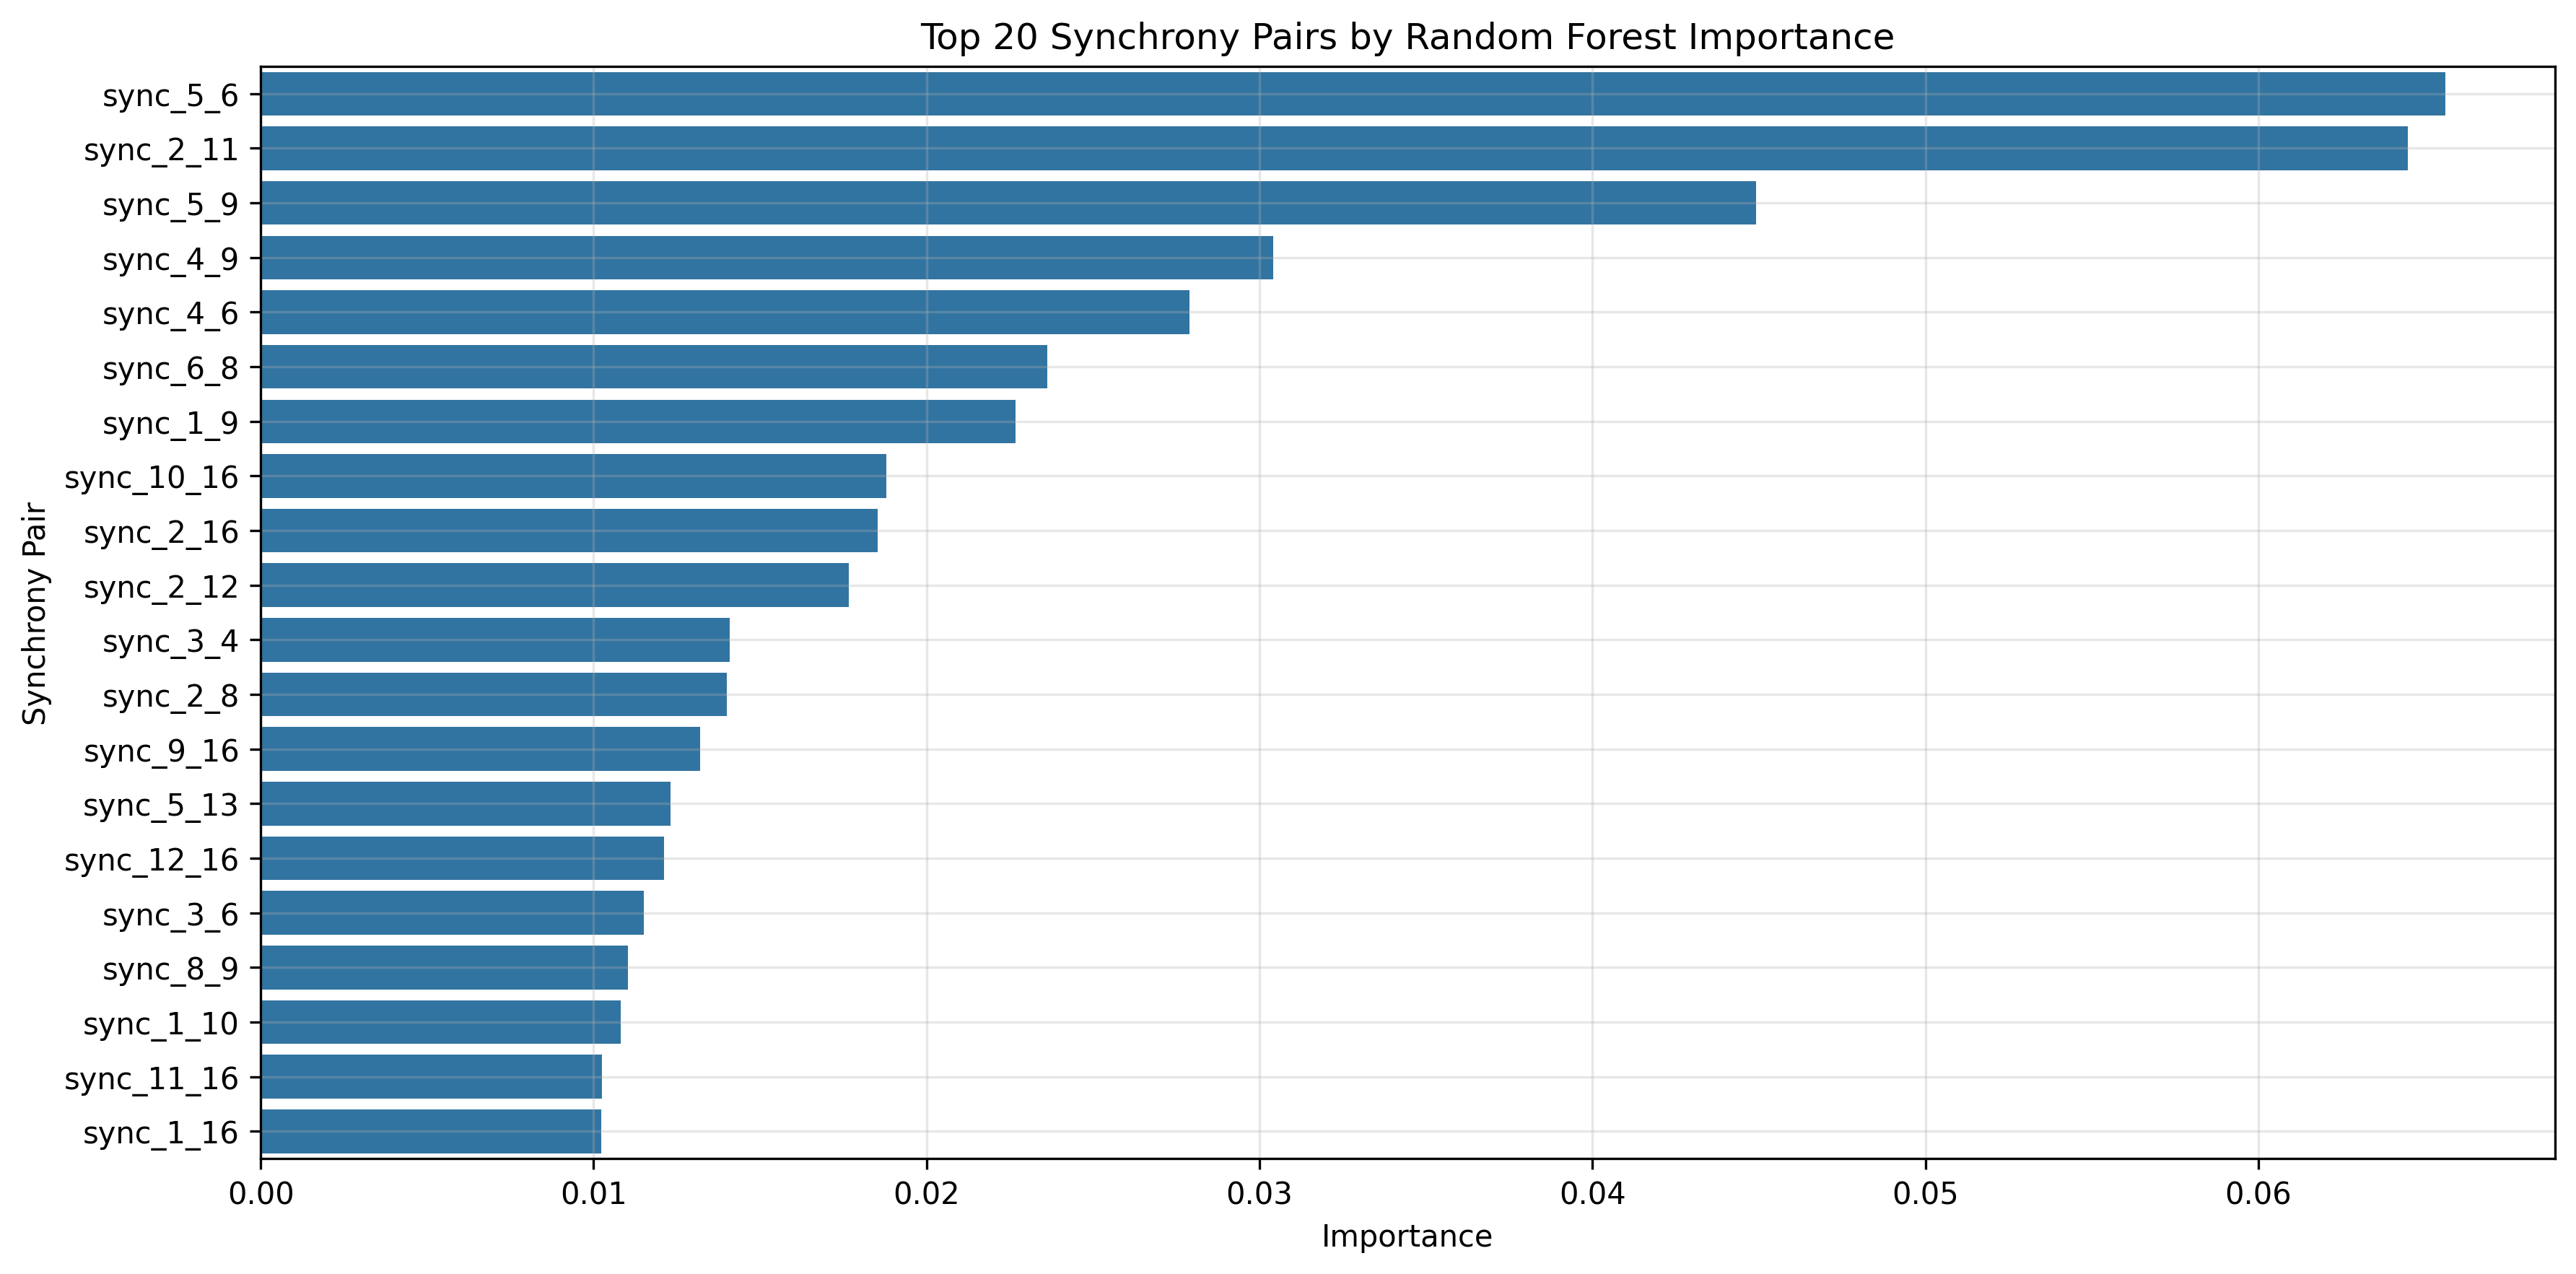 Top 20 Synchrony Pairs by Random Forest Importance
Synchrony Pair
sync_5_6
sync_2_11
sync_5_9
sync_4_9
sync_4_6
sync_6_8
sync_1_9
sync_10_16
sync_2_16
sync_2_12
sync_3_4
sync_2_8
sync_9_16
sync_5_13
sync_12_16
sync_3_6
sync_8_9
sync_1_10
sync_11_16
sync_1_16
0.00 0.01 0.02 0.03 0.04 0.05 0.06
Importance